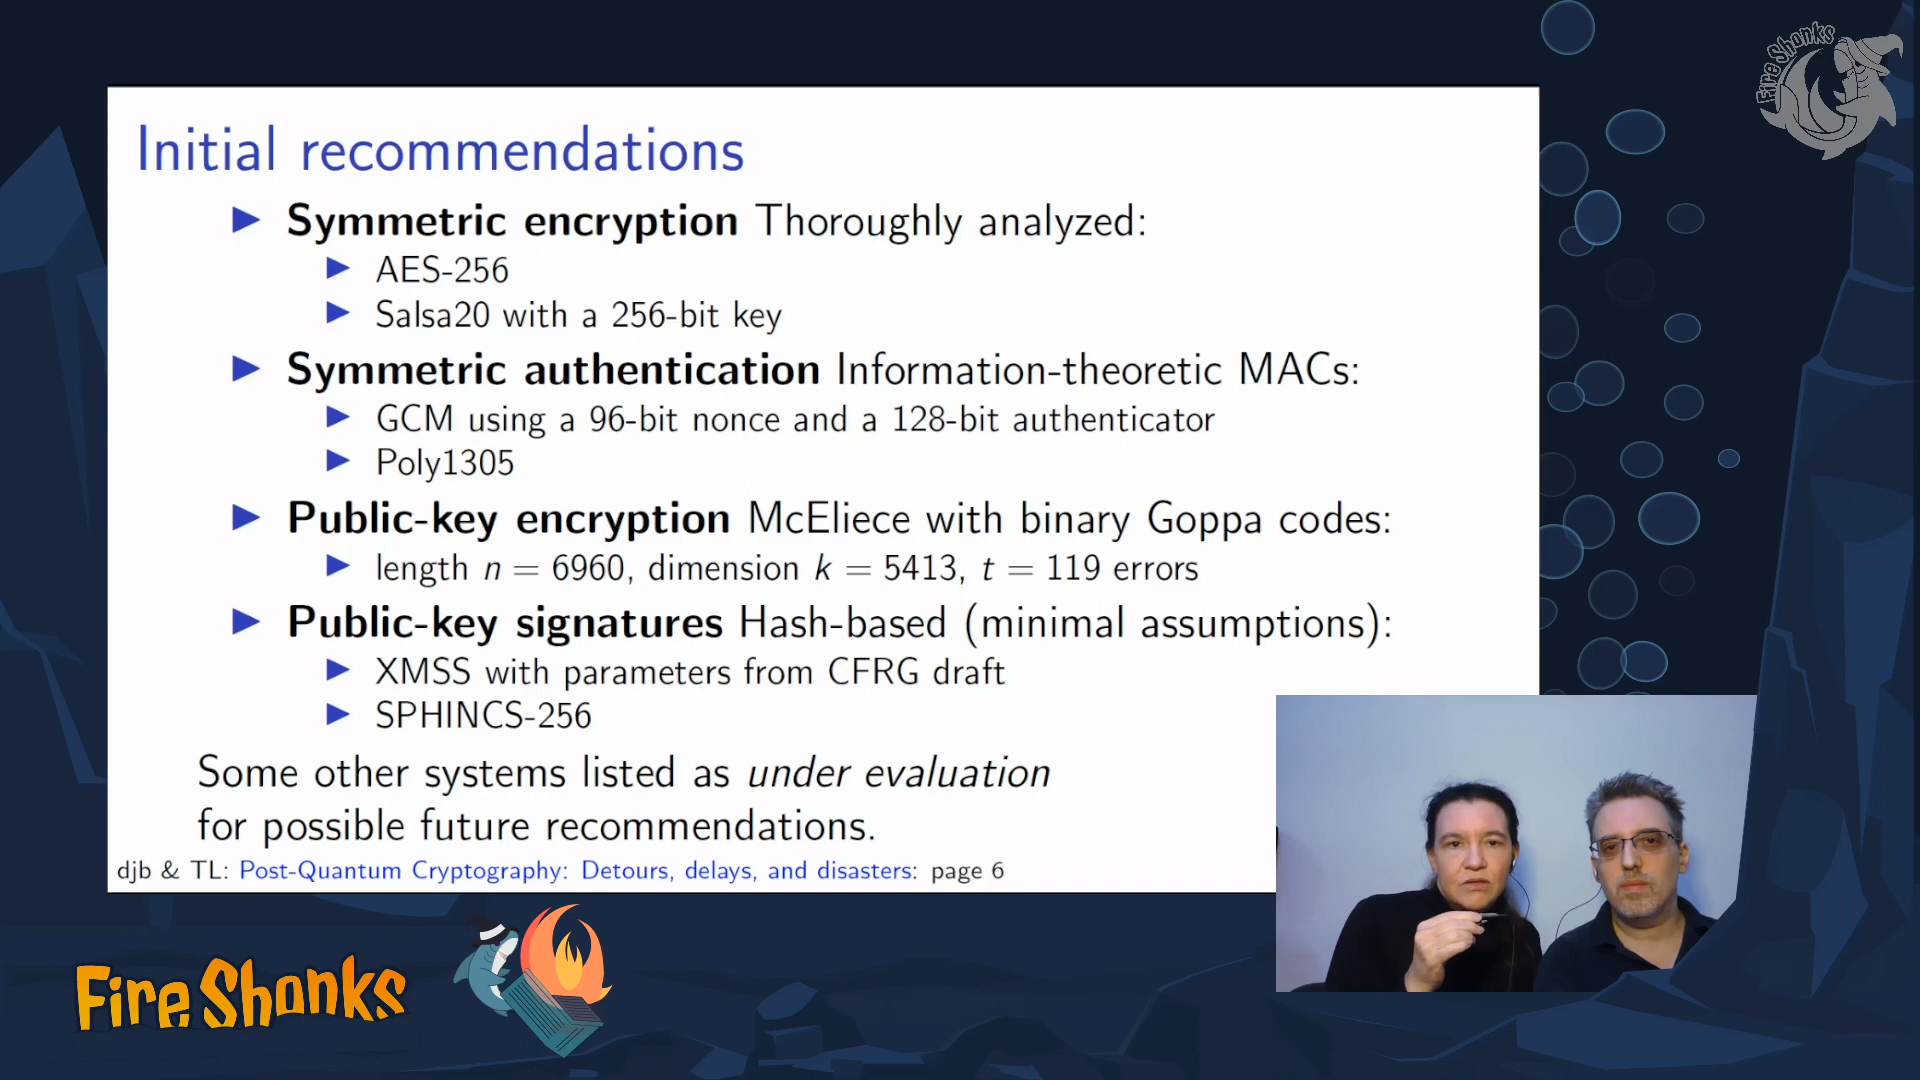 Fire Shonks
Initial recommendations
▶ Symmetric encryption Thoroughly analyzed:
▶ AES-256
▶ Salsa20 with a 256-bit key
▶ Symmetric authentication Information-theoretic MACs:
▶ GCM using a 96-bit nonce and a 128-bit authenticator
▶ Poly1305
▶ Public-key encryption McEliece with binary Goppa codes:
▶ length n = 6960, dimension k = 5413, t = 119 errors
▶ Public-key signatures Hash-based (minimal assumptions):
▶ XMSS with parameters from CFRG draft
▶ SPHINCS-256
Some other systems listed as under evaluation
for possible future recommendations.
djb & TL: Post-Quantum Cryptography: Detours, delays, and disasters: page 6
Fire Shonks